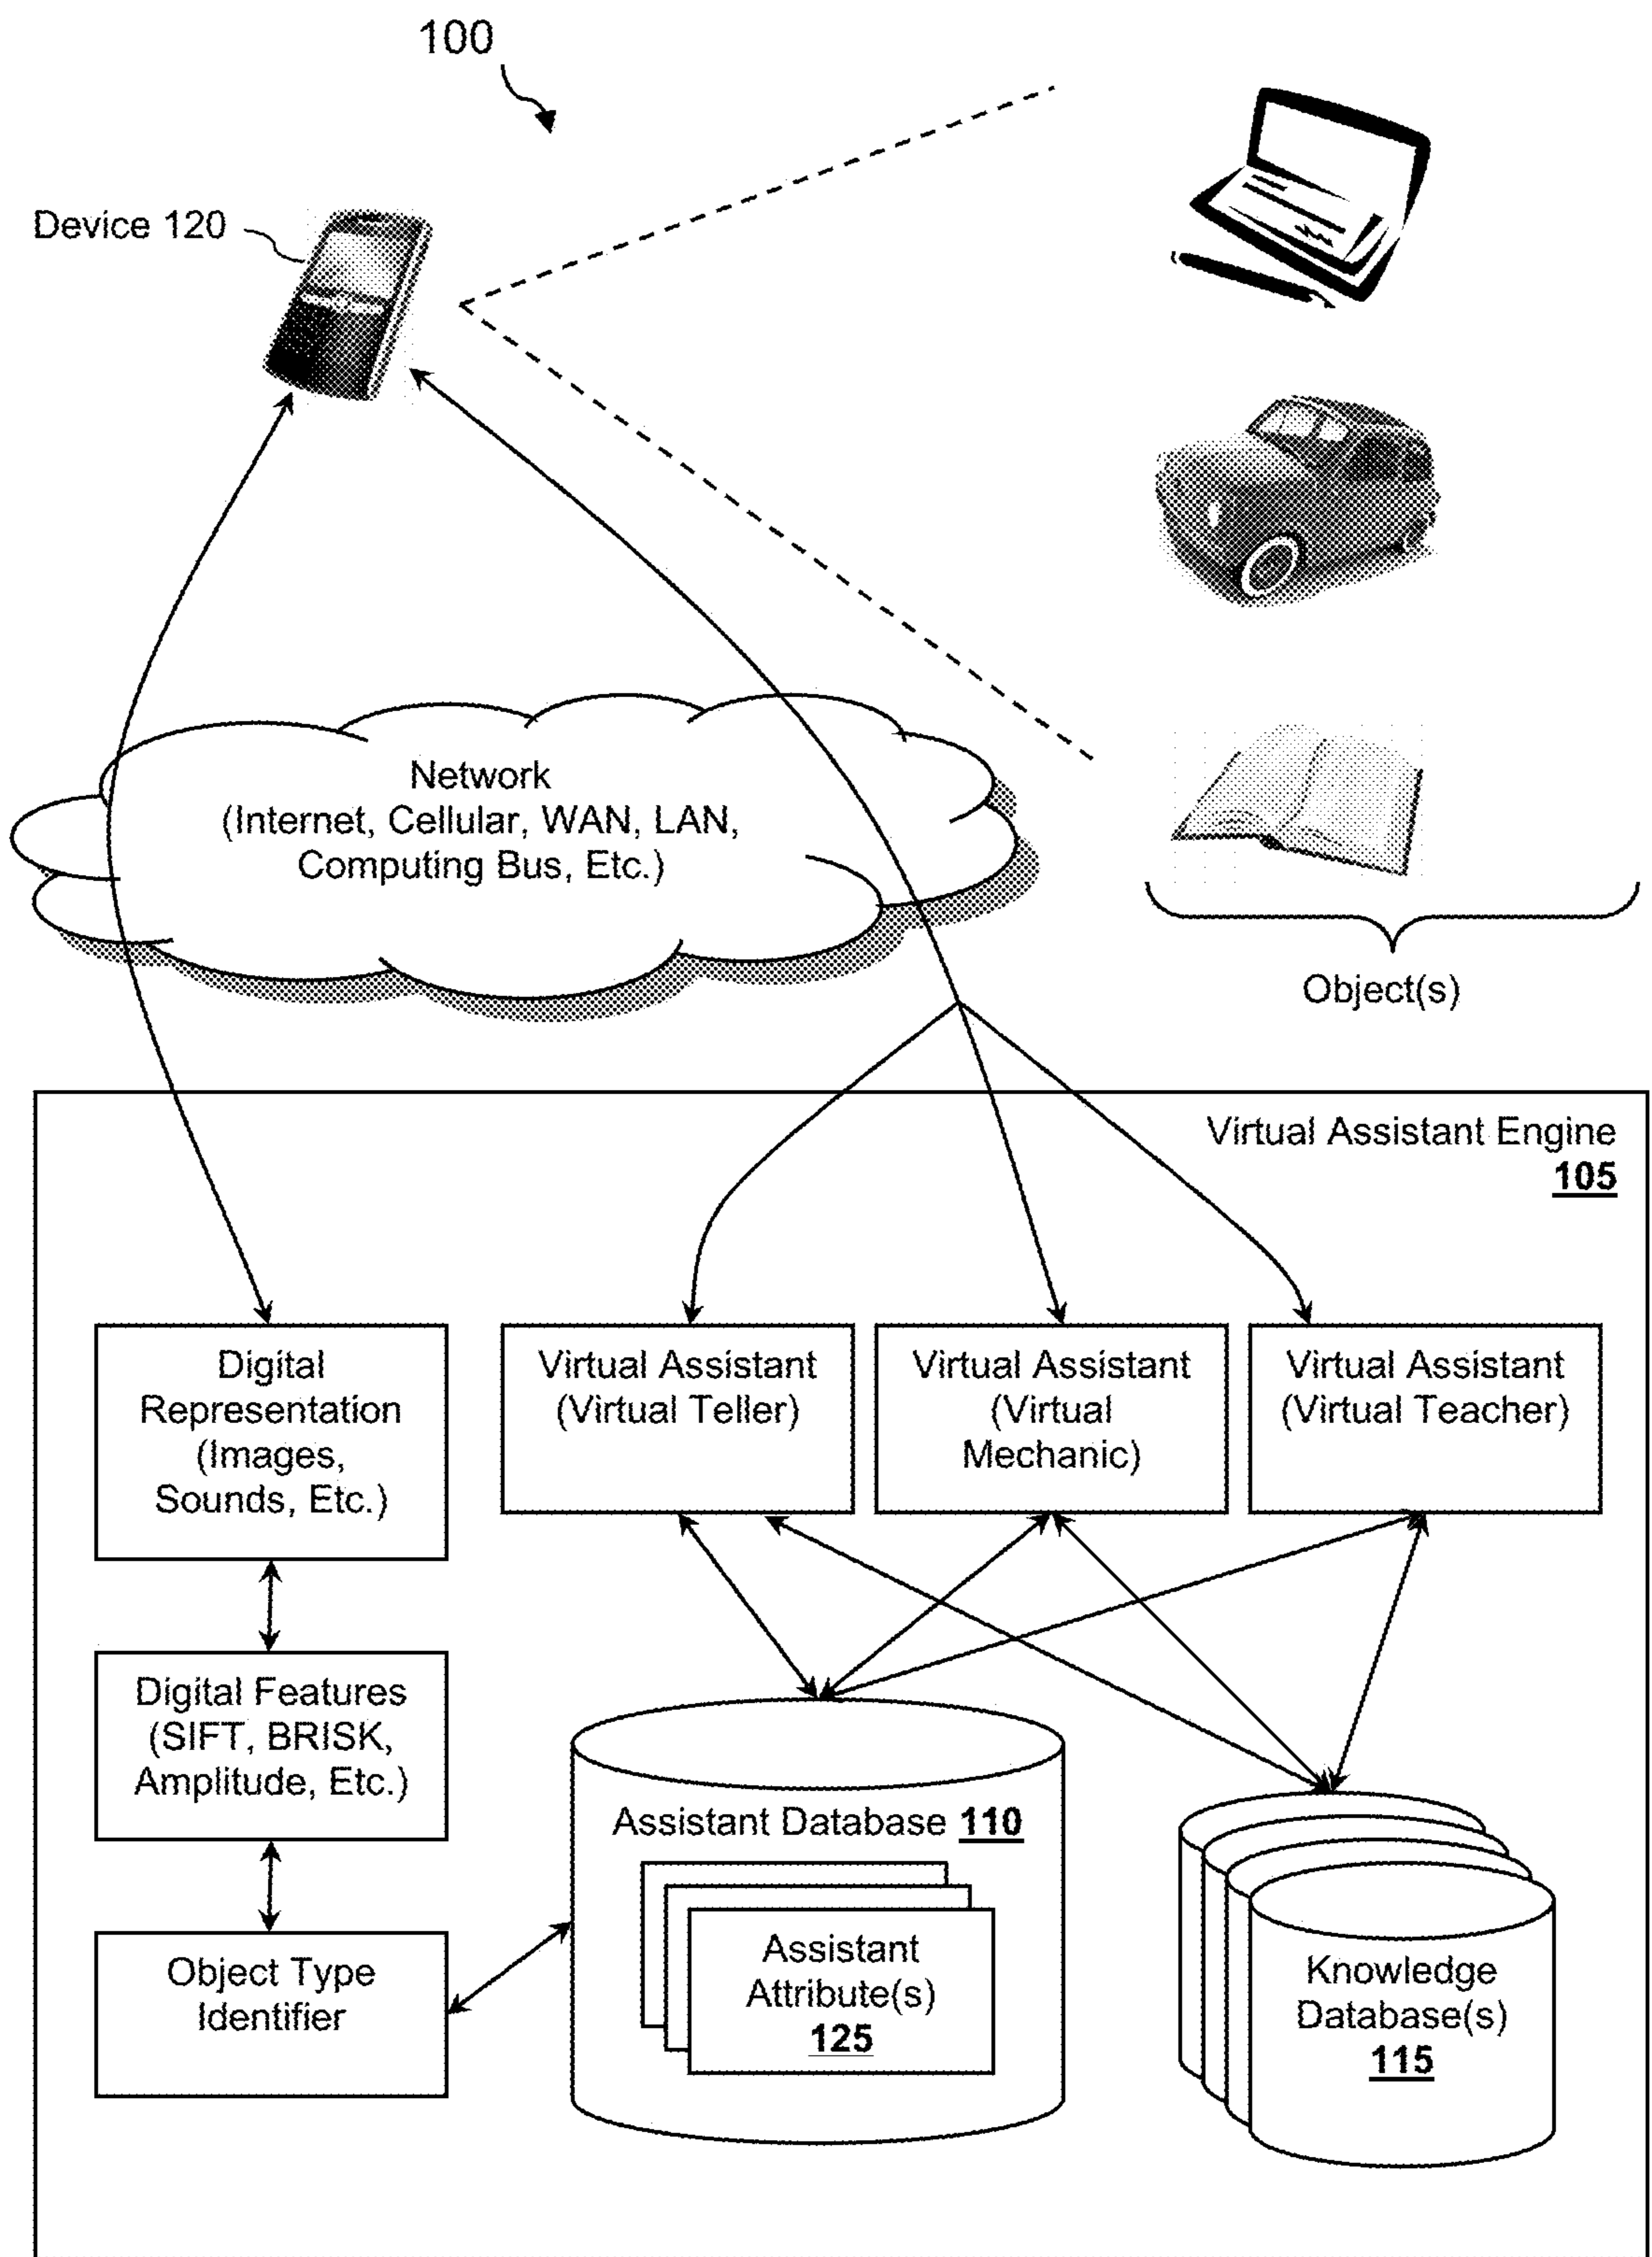 100
Device 120
Network
(Internet, Cellular, WAN, LAN,
Computing Bus, Etc.)
Object(s)
Virtual Assistant Engine
105
Digital
Representation
(Images,
Sounds, Etc.)
Virtual Assistant
(Virtual Teller)
Virtual Assistant
(Virtual
Mechanic)
Virtual Assistant
(Virtual Teacher)
Digital Features
(SIFT, BRISK,
Amplitude, Etc.)
Object Type
Identifier
Assistant Database 110
Assistant
Attribute(s)
125
Knowledge
Database(s)
115